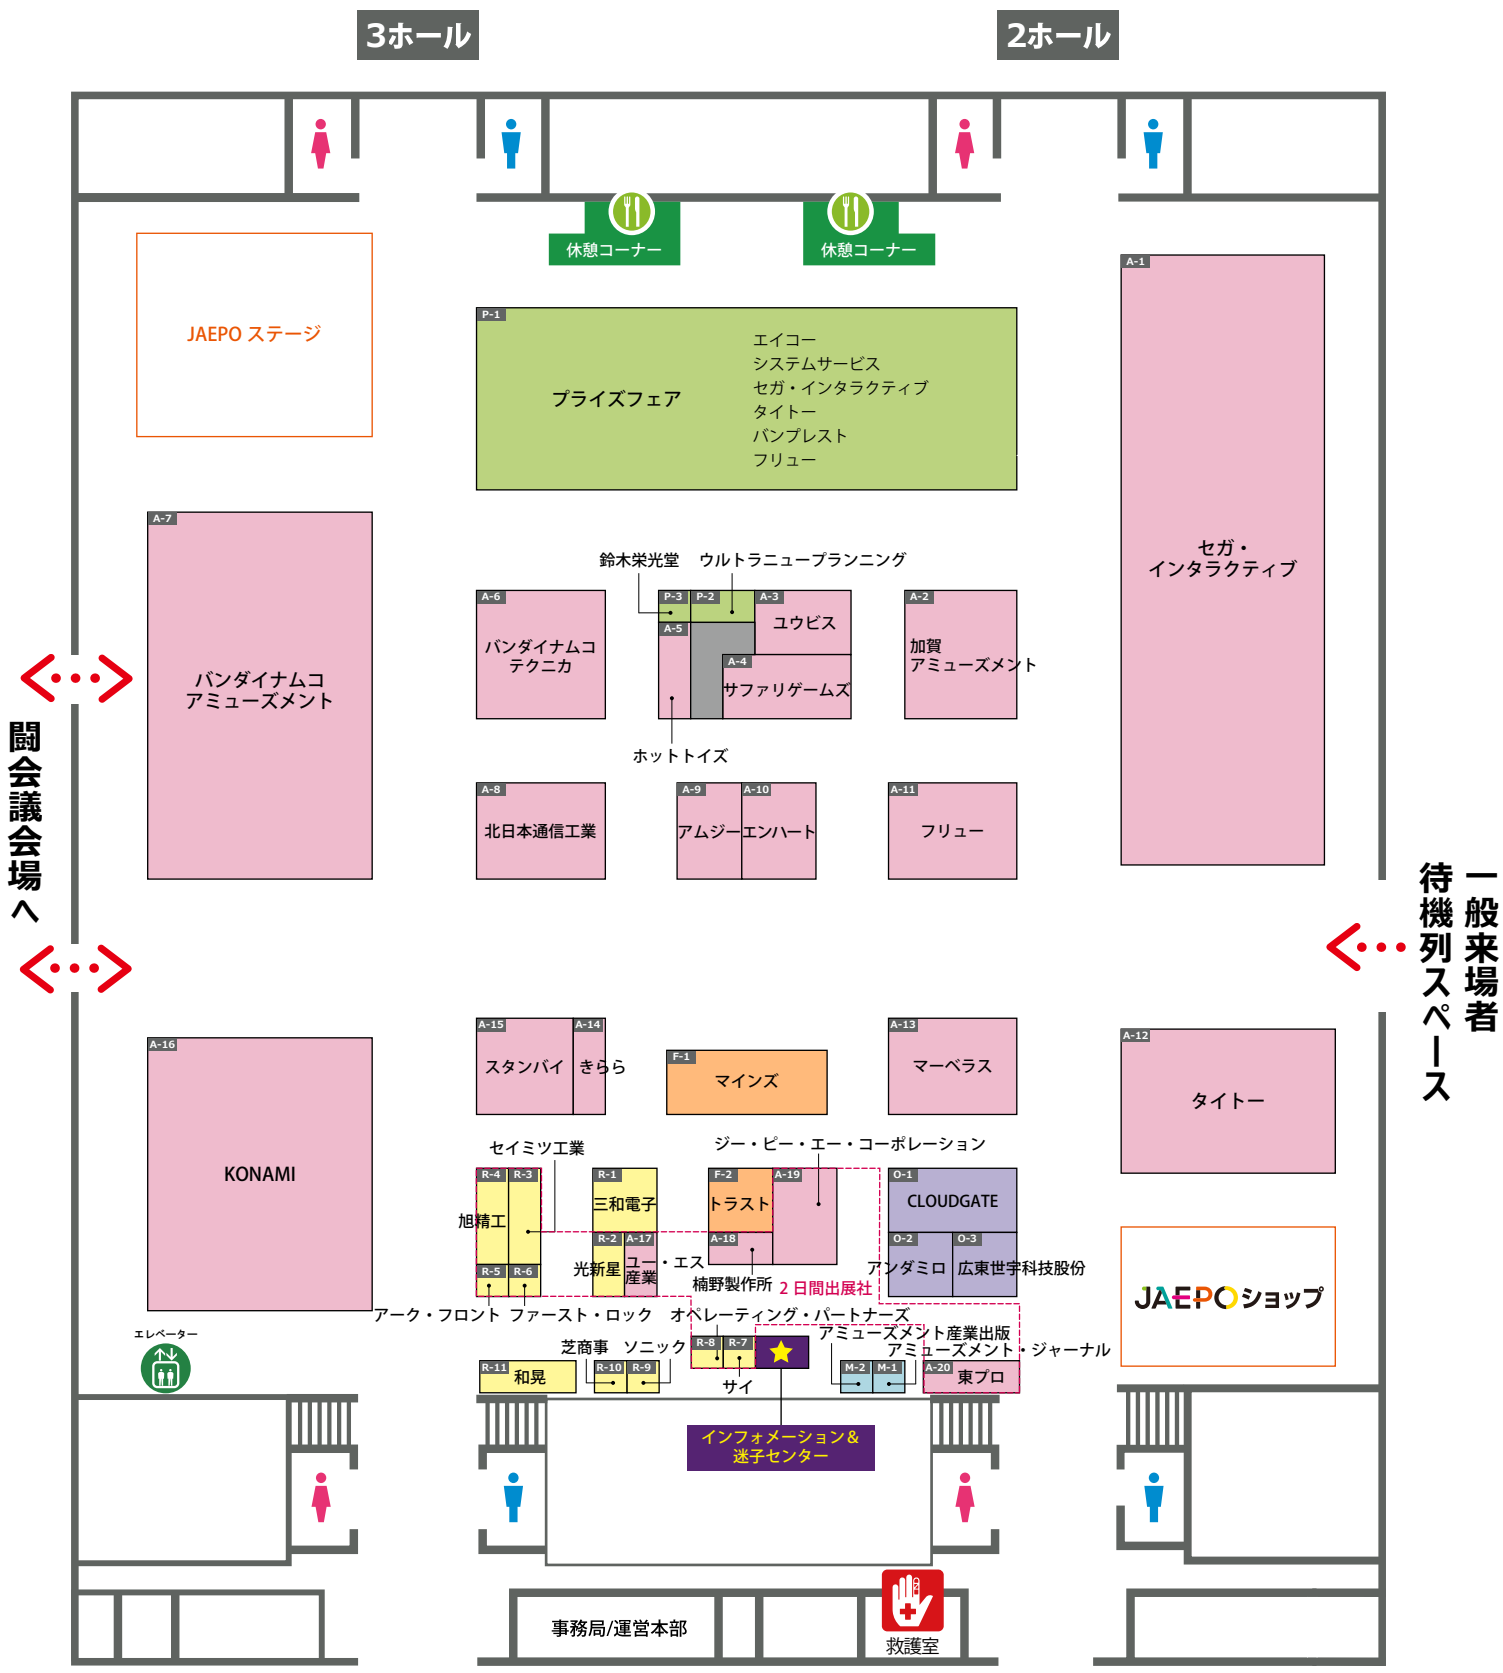 3ホール
2ホール
休憩コーナー
休憩コーナー
JAEPO ステージ
P-1
プライズフェア
エイコー
システムサービス
セガ・インタラクティブ
タイトー
バンプレスト
フリュー
A-1
セガ・
インタラクティブ
A-7
バンダイナムコ
アミューズメント
鈴木栄光堂
ウルトラニュープランニング
A-6
バンダイナムコ
テクニカ
P-3
P-2
A-3
ユウビス
A-5
A-4
サファリゲームズ
ホットトイズ
A-2
加賀
アミューズメント
闘会議会場へ
A-8
北日本通信工業
A-9
アムジー
A-10
エンハート
A-11
フリュー
一般来場者
待機列スペース
A-16
KONAMI
A-15
スタンバイ
A-14
きらら
F-1
マインズ
A-13
マーベラス
A-12
タイトー
セイミツ工業
ジー・ピー・エー・コーポレーション
R-4
R-3
旭精工
R-1
三和電子
F-2
トラスト
A-19
O-1
CLOUDGATE
R-5
R-6
R-2
光新星
A-17
ユー・エス
産業
A-18
楠野製作所
2日間出展社
O-2
アンダミロ
O-3
広東世宇科技股份
JAEPOショップ
アーク・フロント
ファースト・ロック
オペレーティング・パートナーズ
アミューズメント産業出版
アミューズメント・ジャーナル
エレベーター
芝商事
ソニック
R-8
R-7
サイ
R-11
和晃
R-10
R-9
M-2
M-1
A-20
東プロ
インフォメーション&
迷子センター
事務局/運営本部
救護室